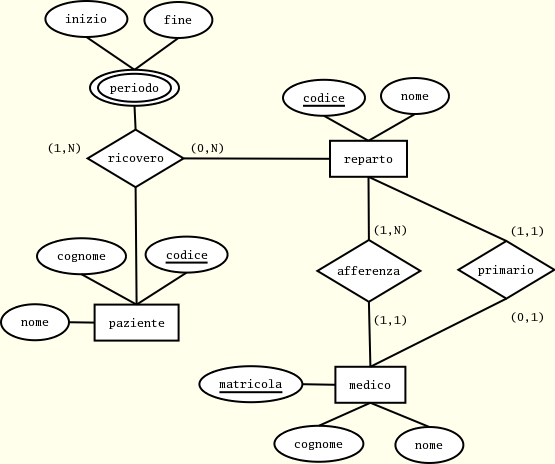 inizio
fine
periodo
codice
nome
(1,N)
ricovero
(0,N)
reparto
(1,N)
(1,1)
cognome
codice
afferenza
primario
nome
paziente
(1,1)
(0,1)
matricola
medico
cognome
nome